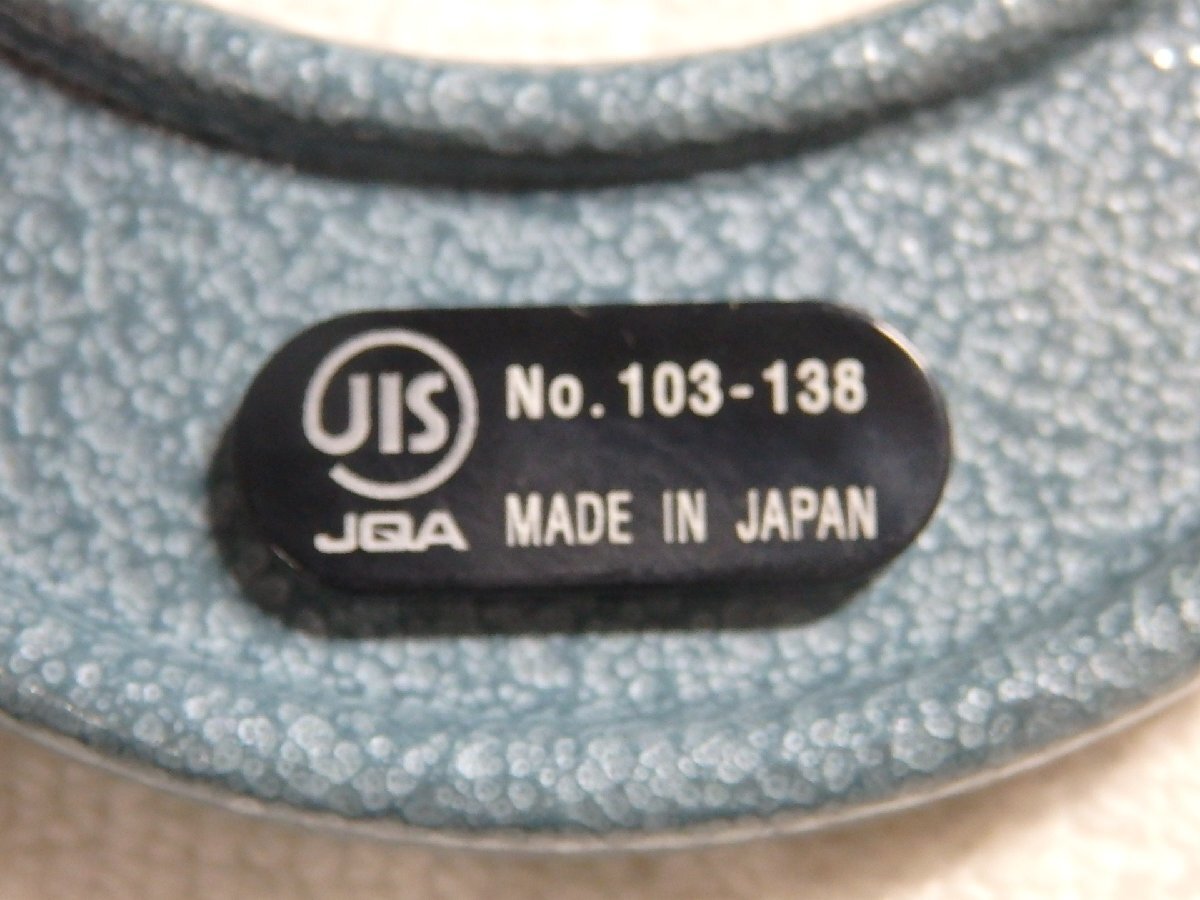 JIS
No. 103-138
JQA
MADE IN JAPAN